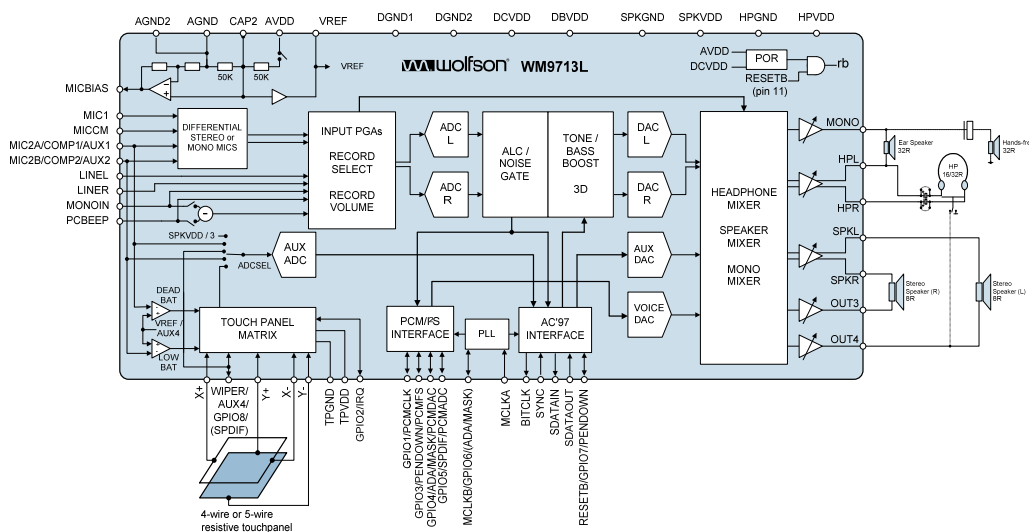 AGND2 AGND CAP2 AVDD VREF DGND1 DGND2 DCVDD DBVDD SPKGND SPKVDD HPGND HPVDD
wolfson WM9713L
50K 50K
VREF
AVDD
DCVDD
POR
RESETB
(pin 11)
rb
MICBIAS
MIC1
MICCM
MIC2A/COMP1/AUX1
MIC2B/COMP2/AUX2
LINEL
LINER
MONOIN
PCBEEP
DIFFERENTIAL
STEREO or
MONO MICS
INPUT PGAs
RECORD
SELECT
RECORD
VOLUME
ADC
L
ADC
R
ALC /
NOISE
GATE
TONE /
BASS
BOOST
3D
DAC
L
DAC
R
HEADPHONE
MIXER
SPEAKER
MIXER
MONO
MIXER
MONO
HPL
HPR
SPKL
SPKR
OUT3
OUT4
Ear Speaker
32R
Hands-fre
32R
HP
16/32R
Stereo
Speaker (R)
8R
Stereo
Speaker (L)
8R
SPKVDD / 3
ADCSEL
AUX
ADC
AUX
DAC
VOICE
DAC
DEAD
BAT
VREF /
AUX4
LOW
BAT
TOUCH PANEL
MATRIX
PCM/I²S
INTERFACE
PLL
AC'97
INTERFACE
X+
WIPER/
AUX4/
GPIO8/
(SPDIF)
Y+
X-
Y-
TPGND
TPVDD
GPIO2/IRQ
GPIO1/PCMCLK
GPIO3/PENDOWN/PCMFS
GPIO4/ADA/MASK/PCMDAC
GPIO5/SPDIF/PCMADC
MCLKB/GPIO6/(ADA/MASK)
MCLKA
BITCLK
SYNC
SDATAIN
SDATAOUT
RESETB/GPIO7/PENDOWN
4-wire or 5-wire
resistive touchpanel